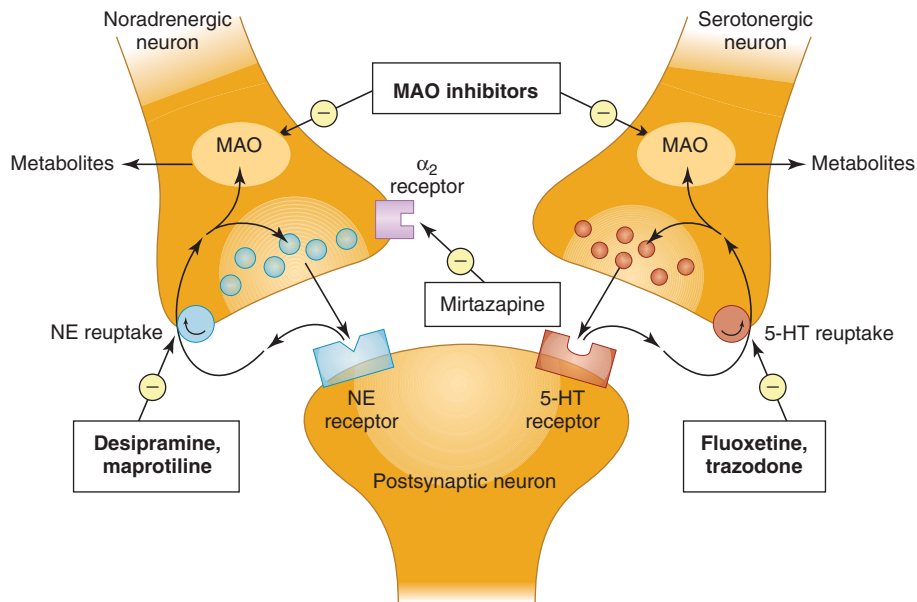 Noradrenergic
neuron
Serotonergic
neuron
MAO inhibitors
−
−
MAO
MAO
Metabolites
Metabolites
α2
receptor
−
Mirtazapine
NE reuptake
5-HT reuptake
−
−
NE
receptor
5-HT
receptor
Desipramine,
maprotiline
Fluoxetine,
trazodone
Postsynaptic neuron